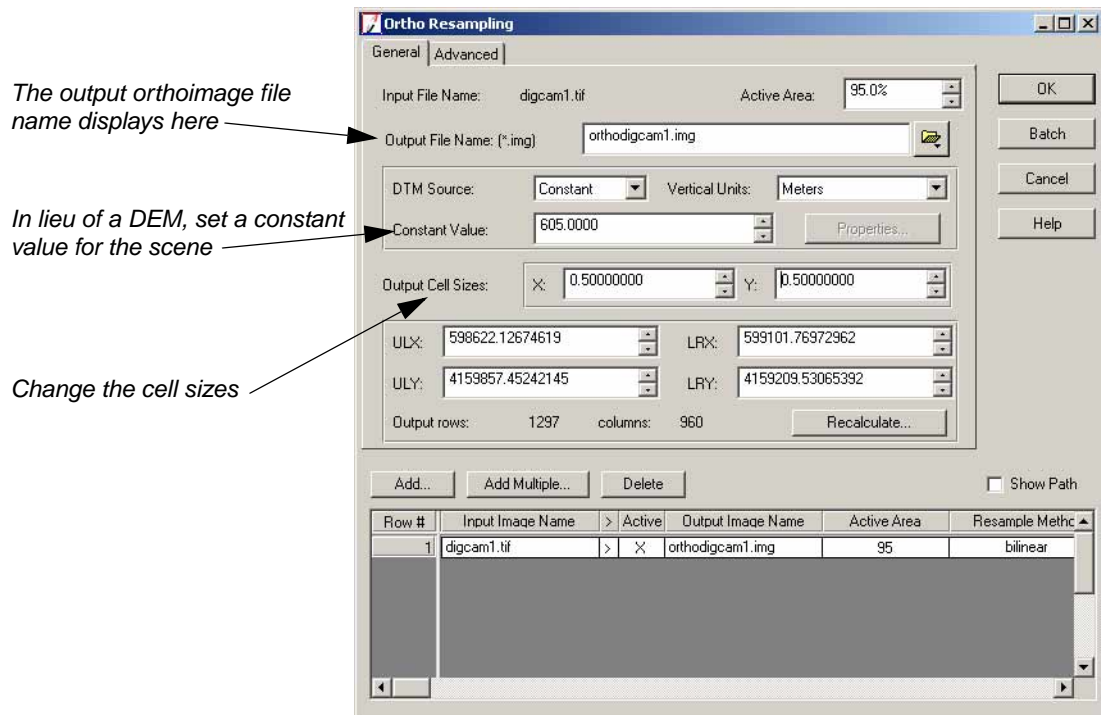 Ortho Resampling
General Advanced
The output orthoimage file
name displays here
Input File Name: digcam1.tif Active Area: 95.0% OK
Output File Name: (*.img) orthodigcam1.img Batch
DTM Source: Constant Vertical Units: Meters Cancel
In lieu of a DEM, set a constant
value for the scene
Constant Value: 605.0000 Properties... Help
Output Cell Sizes: X: 0.50000000 Y: 0.50000000
ULX: 598622.12674619 LRX: 599101.76972962
Change the cell sizes
ULY: 4159857.45242145 LRY: 4159209.53065392
Output rows: 1297 columns: 960 Recalculate...
Add... Add Multiple... Delete Show Path
Row # Input Image Name > Active Output Image Name Active Area Resample Methc
1 digcam1.tif > X orthodigcam1.img 95 bilinear